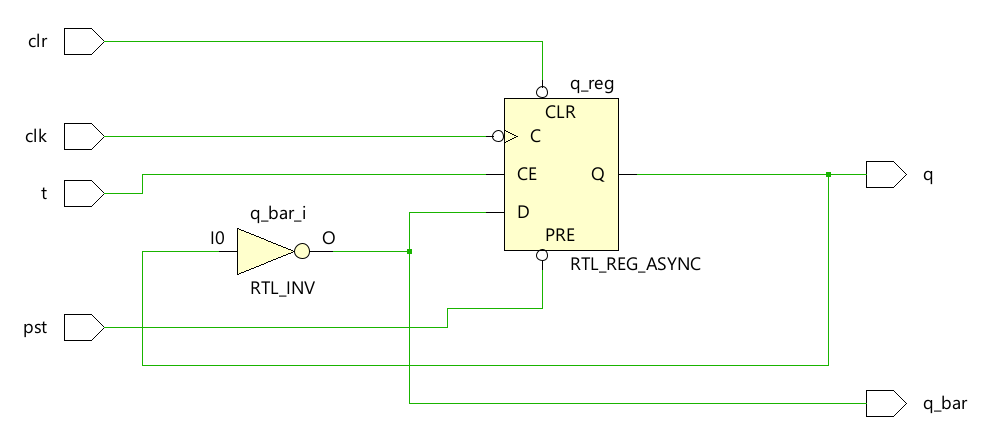 clr
q_reg
CLR
clk
C
t
CE
Q
q
D
q_bar_i
PRE
I0
O
RTL_REG_ASYNC
RTL_INV
pst
q_bar